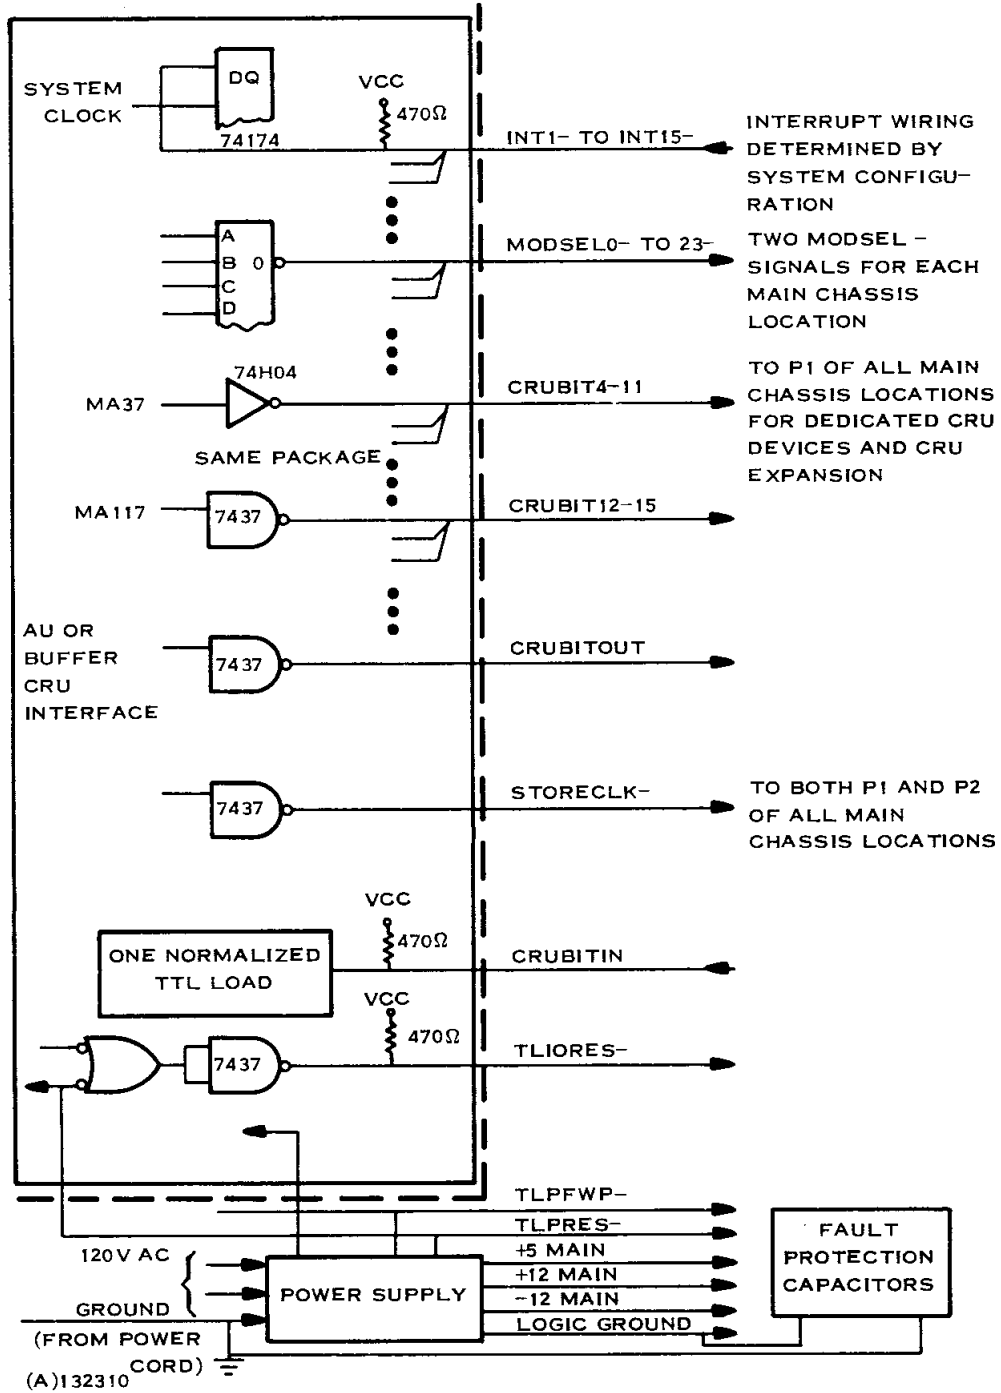 SYSTEM
CLOCK
DQ
74174
VCC
470Ω
INT1- TO INT15-
INTERRUPT WIRING
DETERMINED BY
SYSTEM CONFIGU-
RATION
A
B O
C
D
MODSEL0- TO 23-
TWO MODSEL -
SIGNALS FOR EACH
MAIN CHASSIS
LOCATION
74H04
MA37
CRUBIT4-11
TO P1 OF ALL MAIN
CHASSIS LOCATIONS
FOR DEDICATED CRU
DEVICES AND CRU
EXPANSION
SAME PACKAGE
MA117
7437
CRUBIT12-15
AU OR
BUFFER
CRU
INTERFACE
7437
CRUBITOUT
7437
STORECLK-
TO BOTH P1 AND P2
OF ALL MAIN
CHASSIS LOCATIONS
VCC
470Ω
ONE NORMALIZED
TTL LOAD
CRUBITIN
VCC
470Ω
7437
TLIORES-
TLPFWP-
TLPRES-
+5 MAIN
+12 MAIN
-12 MAIN
LOGIC GROUND
120V AC
GROUND
(FROM POWER
CORD)
POWER SUPPLY
FAULT
PROTECTION
CAPACITORS
(A)132310